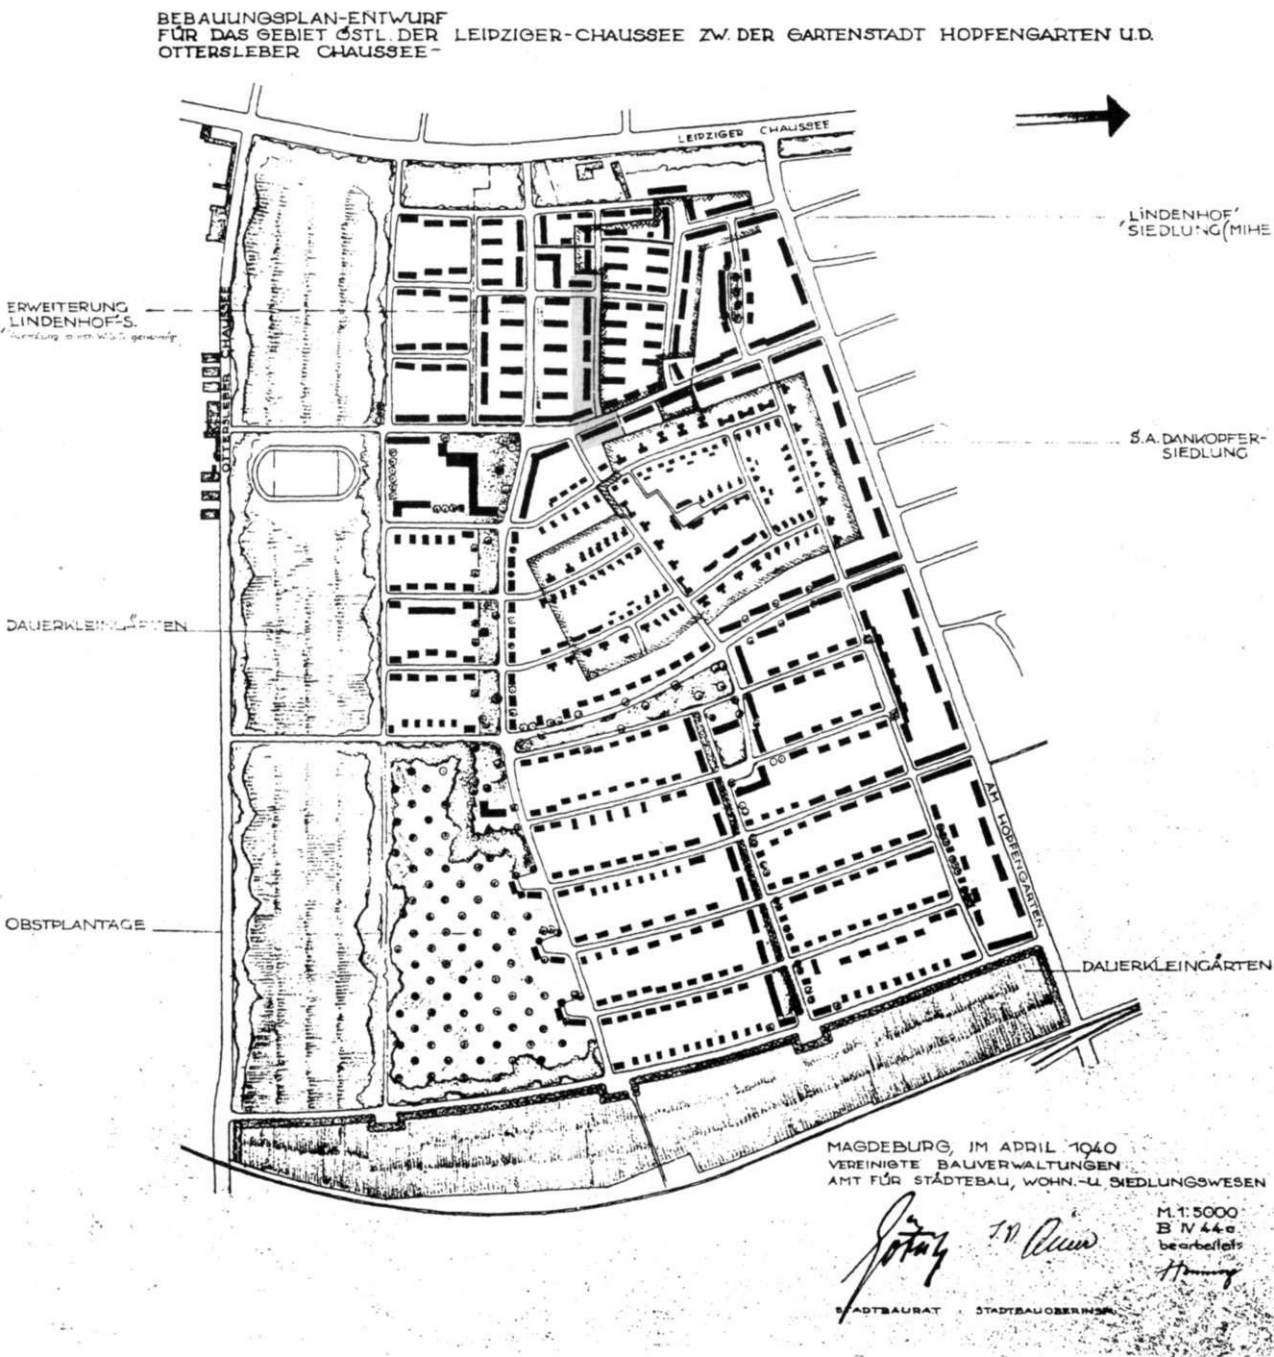 BEBAUUNGSPLAN-ENTWURF
FÜR DAS GEBIET ÖSTL. DER LEIPZIGER-CHAUSSEE ZW. DER GARTENSTADT HOPFENGARTEN U.D.
OTTERSLEBER CHAUSSEE-
LEIPZIGER CHAUSSEE
LINDENHOF'
SIEDLUNG (MIHE
ERWEITERUNG
LINDENHOF-S.
OTTERSLEBER CHAUSSEE
S.A. DANKOPFER-
SIEDLUNG
DAUERKLEINGÄRTEN
AM HOPFENGARTEN
OBSTPLANTAGE
DAUERKLEINGÄRTEN
MAGDEBURG, IM APRIL 1940
VEREINIGTE BAUVERWALTUNGEN
AMT FÜR STÄDTEBAU, WOHN.-U. SIEDLUNGSWESEN
M. 1:5000
B IV 44c
bearbeitet:
STADTBAURAT STADTBAUOBERINSP.